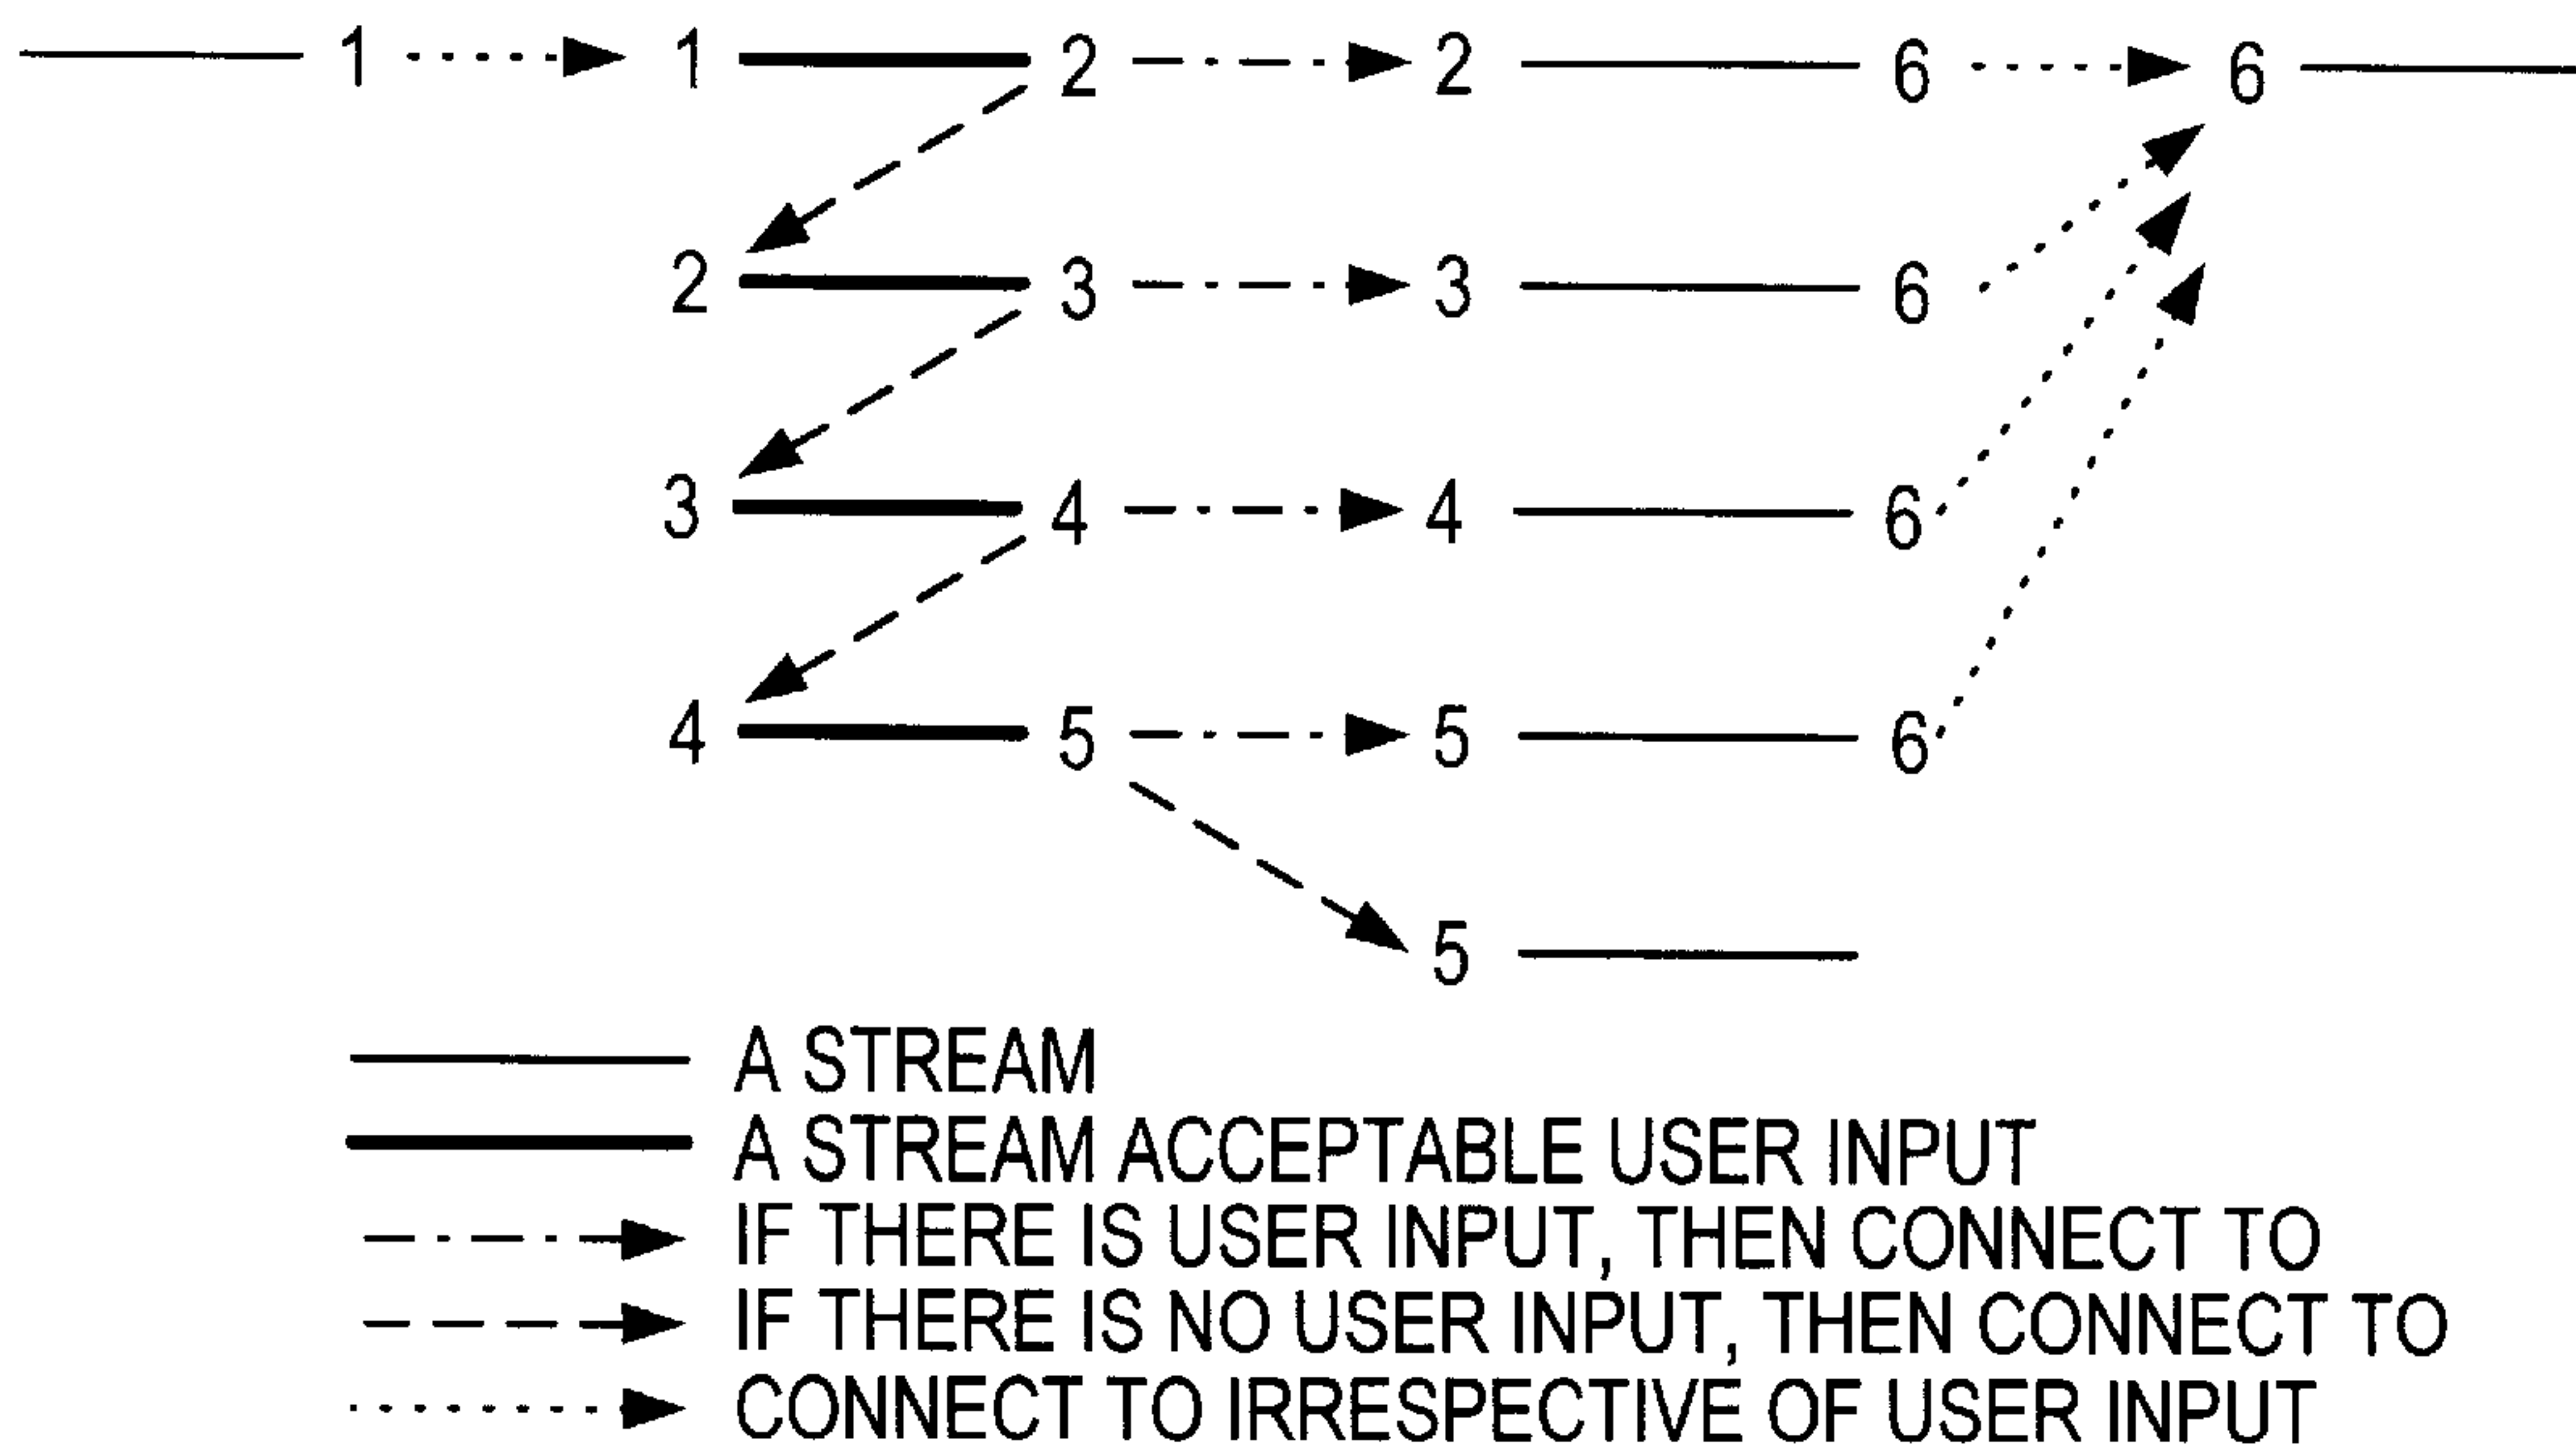 1 1 2 2 6 6
2 3 3 6
3 4 4 6
4 5 5 6
5
A STREAM
A STREAM ACCEPTABLE USER INPUT
IF THERE IS USER INPUT, THEN CONNECT TO
IF THERE IS NO USER INPUT, THEN CONNECT TO
CONNECT TO IRRESPECTIVE OF USER INPUT